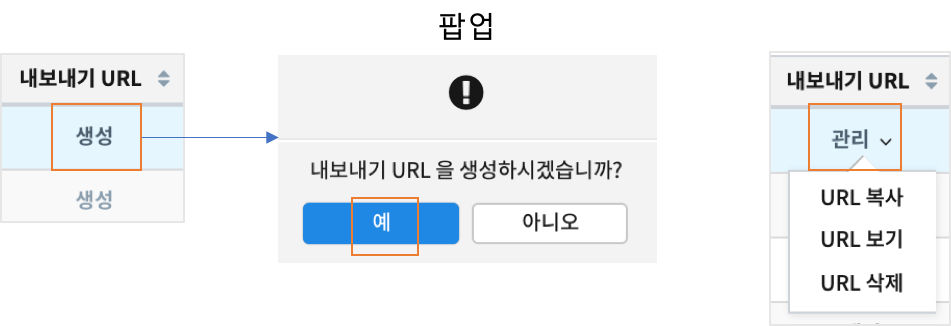 팝업
내보내기 URL
생성
생성
내보내기 URL 을 생성하시겠습니까?
예
아니오
내보내기 URL
관리
URL 복사
URL 보기
URL 삭제